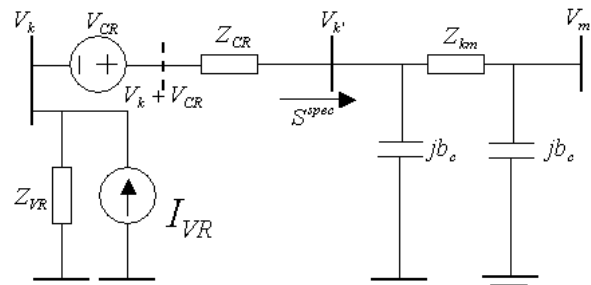 V_k
V_CR
Z_CR
V_k'
Z_km
V_m
V_k + V_CR
S^spec
jb_c
jb_c
Z_VR
I_VR